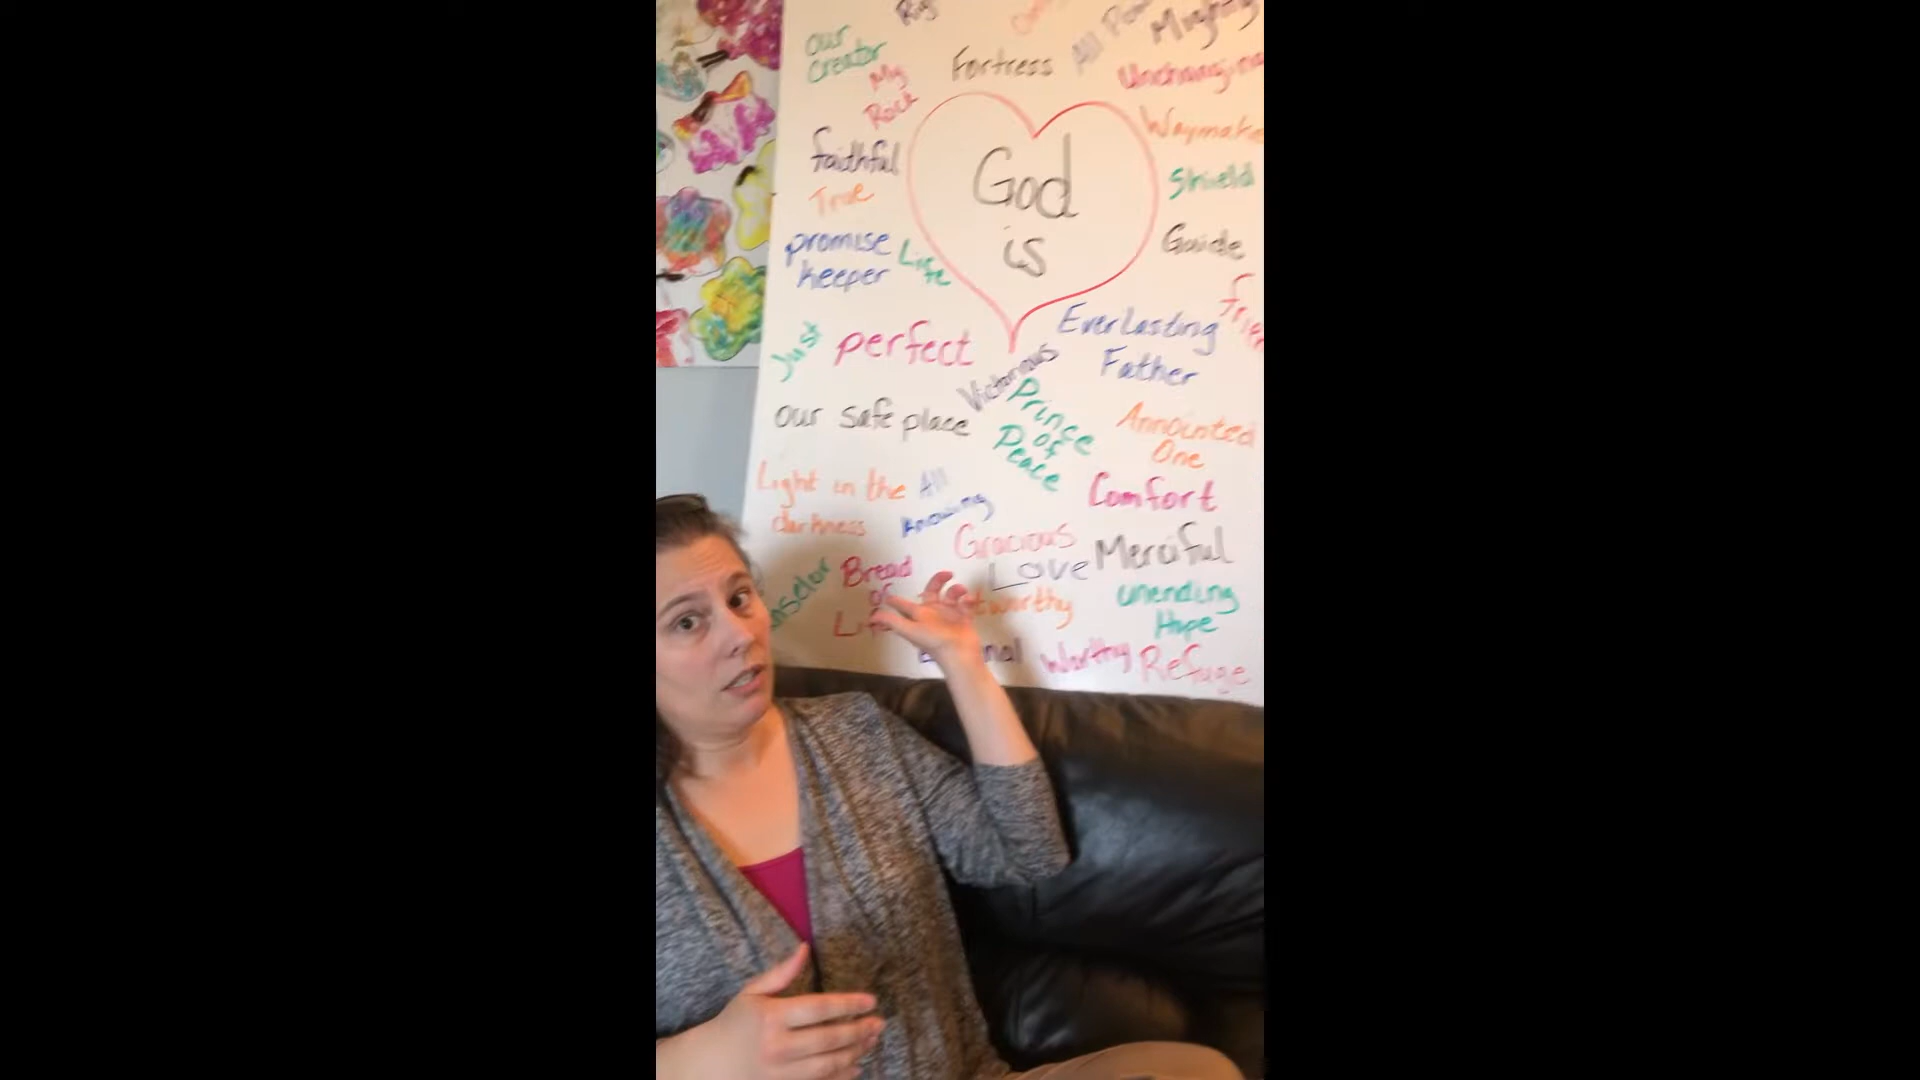 our
creator
My
Rock
Fortress
All
Unchanging
Waymaker
faithful
True
God
is
Shield
Guide
promise
keeper
Life
Just
perfect
Everlasting
Father
Victorious
our safe place
Prince
of
Peace
Annointed
One
Light in the
darkness
All
knowing
Comfort
Gracious
Merciful
Love
Bread
of
Life
unending
Hope
Worthy
Refuge